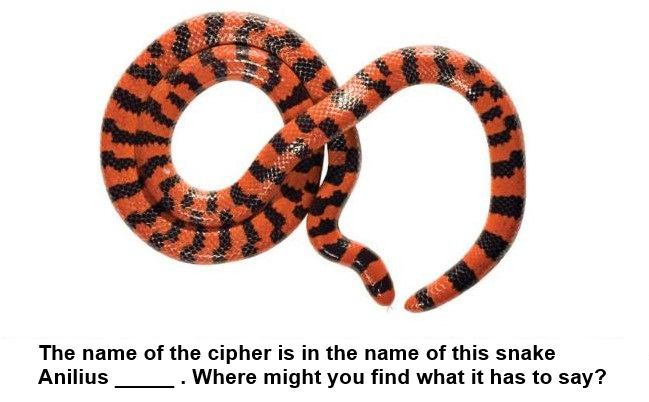 The name of the cipher is in the name of this snake
Anilius _____ . Where might you find what it has to say?